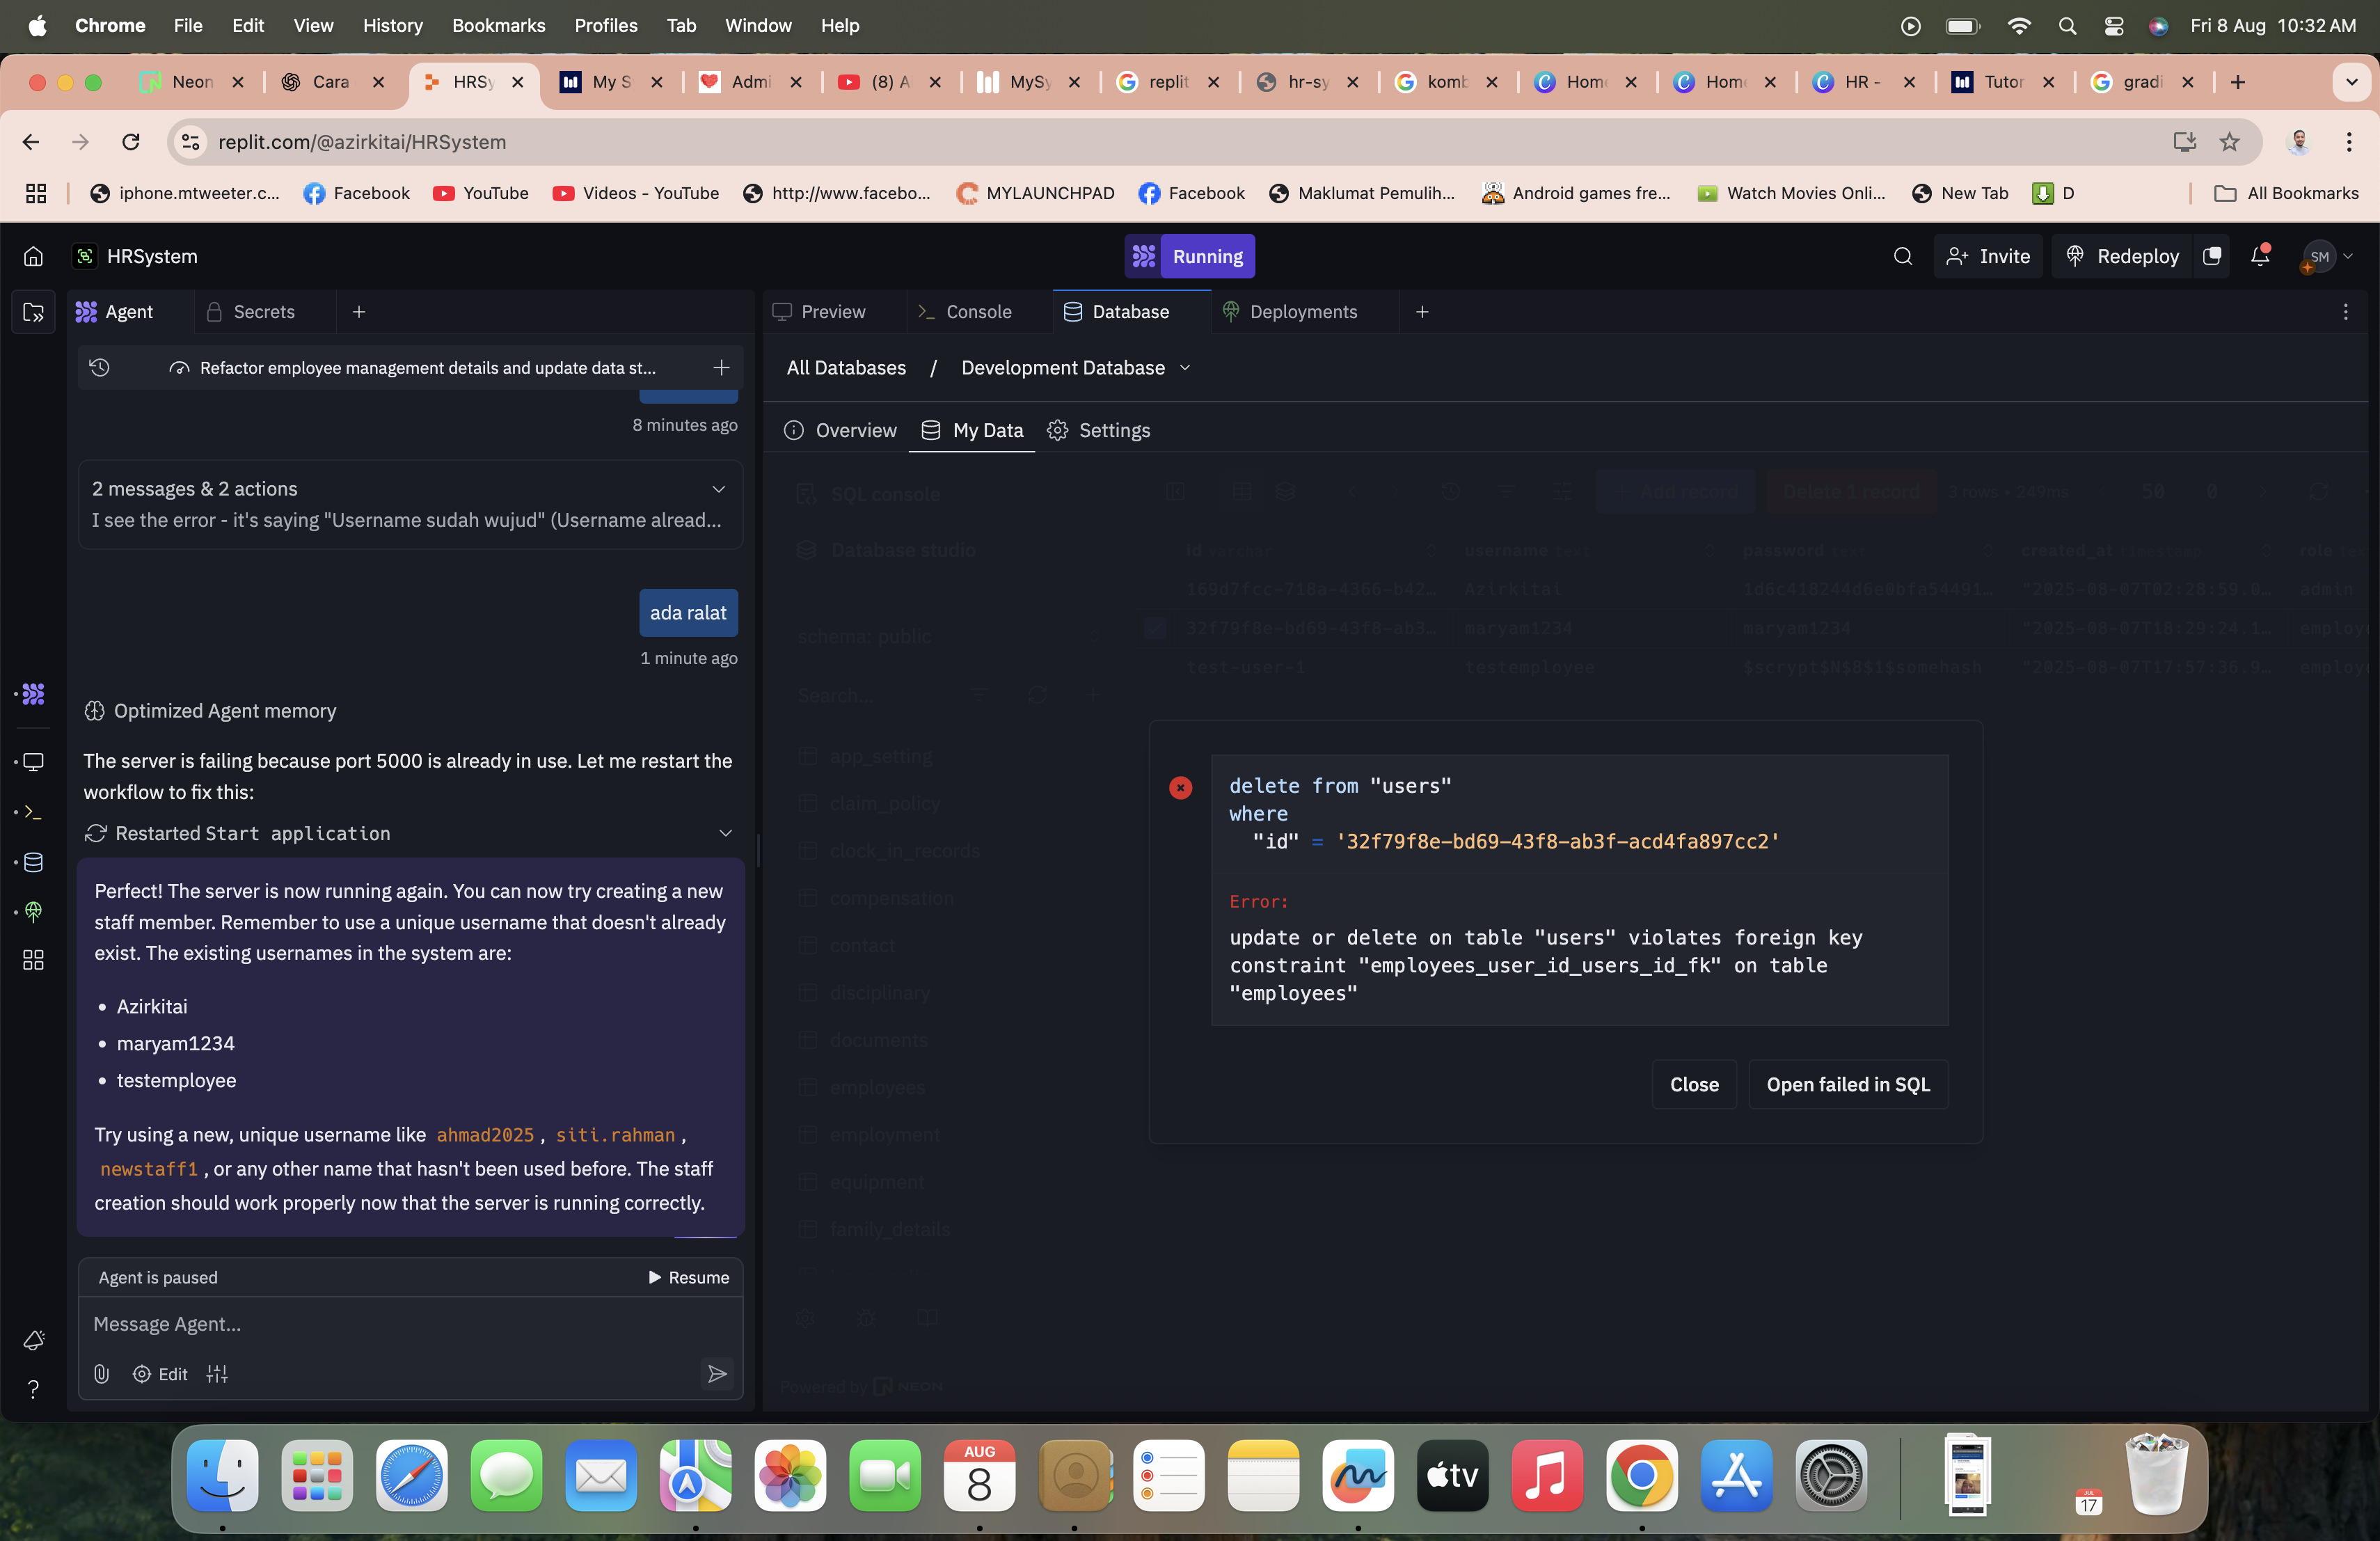 Chrome File Edit View History Bookmarks Profiles Tab Window Help
Fri 8 Aug 10:32 AM
Neon
Cara
HRSy
My S
Admi
(8) A
MySy
replit
hr-sy
komb
Hom
Hom
HR -
Tutor
gradi
replit.com/@azirkitai/HRSystem
iphone.mtweeter.c...
Facebook
YouTube
Videos - YouTube
http://www.facebo...
MYLAUNCHPAD
Facebook
Maklumat Pemulih...
Android games fre...
Watch Movies Onli...
New Tab
D
All Bookmarks
HRSystem
Running
Invite
Redeploy
SM
Agent
Secrets
Preview
Console
Database
Deployments
Refactor employee management details and update data st...
8 minutes ago
2 messages & 2 actions
I see the error - it's saying "Username sudah wujud" (Username alread...
ada ralat
1 minute ago
Optimized Agent memory
The server is failing because port 5000 is already in use. Let me restart the
workflow to fix this:
Restarted Start application
Perfect! The server is now running again. You can now try creating a new
staff member. Remember to use a unique username that doesn't already
exist. The existing usernames in the system are:
• Azirkitai
• maryam1234
• testemployee
Try using a new, unique username like ahmad2025 , siti.rahman ,
newstaff1 , or any other name that hasn't been used before. The staff
creation should work properly now that the server is running correctly.
Agent is paused
Resume
Message Agent...
Edit
All Databases / Development Database
Overview
My Data
Settings
SQL console
Database studio
schema: public
Search...
app_setting
claim_policy
clock_in_records
compensation
contact
disciplinary
documents
employees
employment
equipment
family_details
Powered by NEON
Add record
Delete 1 record
3 rows • 249ms
50
0
id varchar
username text
password text
created_at timestamp
role
169d7fcc-718a-4366-b42...
Azirkitai
1d6c418244d6e0bfa54491...
"2025-08-07T02:28:59.0...
admin
32f79f8e-bd69-43f8-ab3...
maryam1234
maryam1234
"2025-08-07T18:29:24.1...
employ
test-user-1
testemployee
$scrypt$N$8$1$somehash
"2025-08-07T17:57:36.9...
employ
delete from "users"
where
"id" = '32f79f8e-bd69-43f8-ab3f-acd4fa897cc2'
Error:
update or delete on table "users" violates foreign key
constraint "employees_user_id_users_id_fk" on table
"employees"
Close
Open failed in SQL
AUG
8
tv
JUL
17